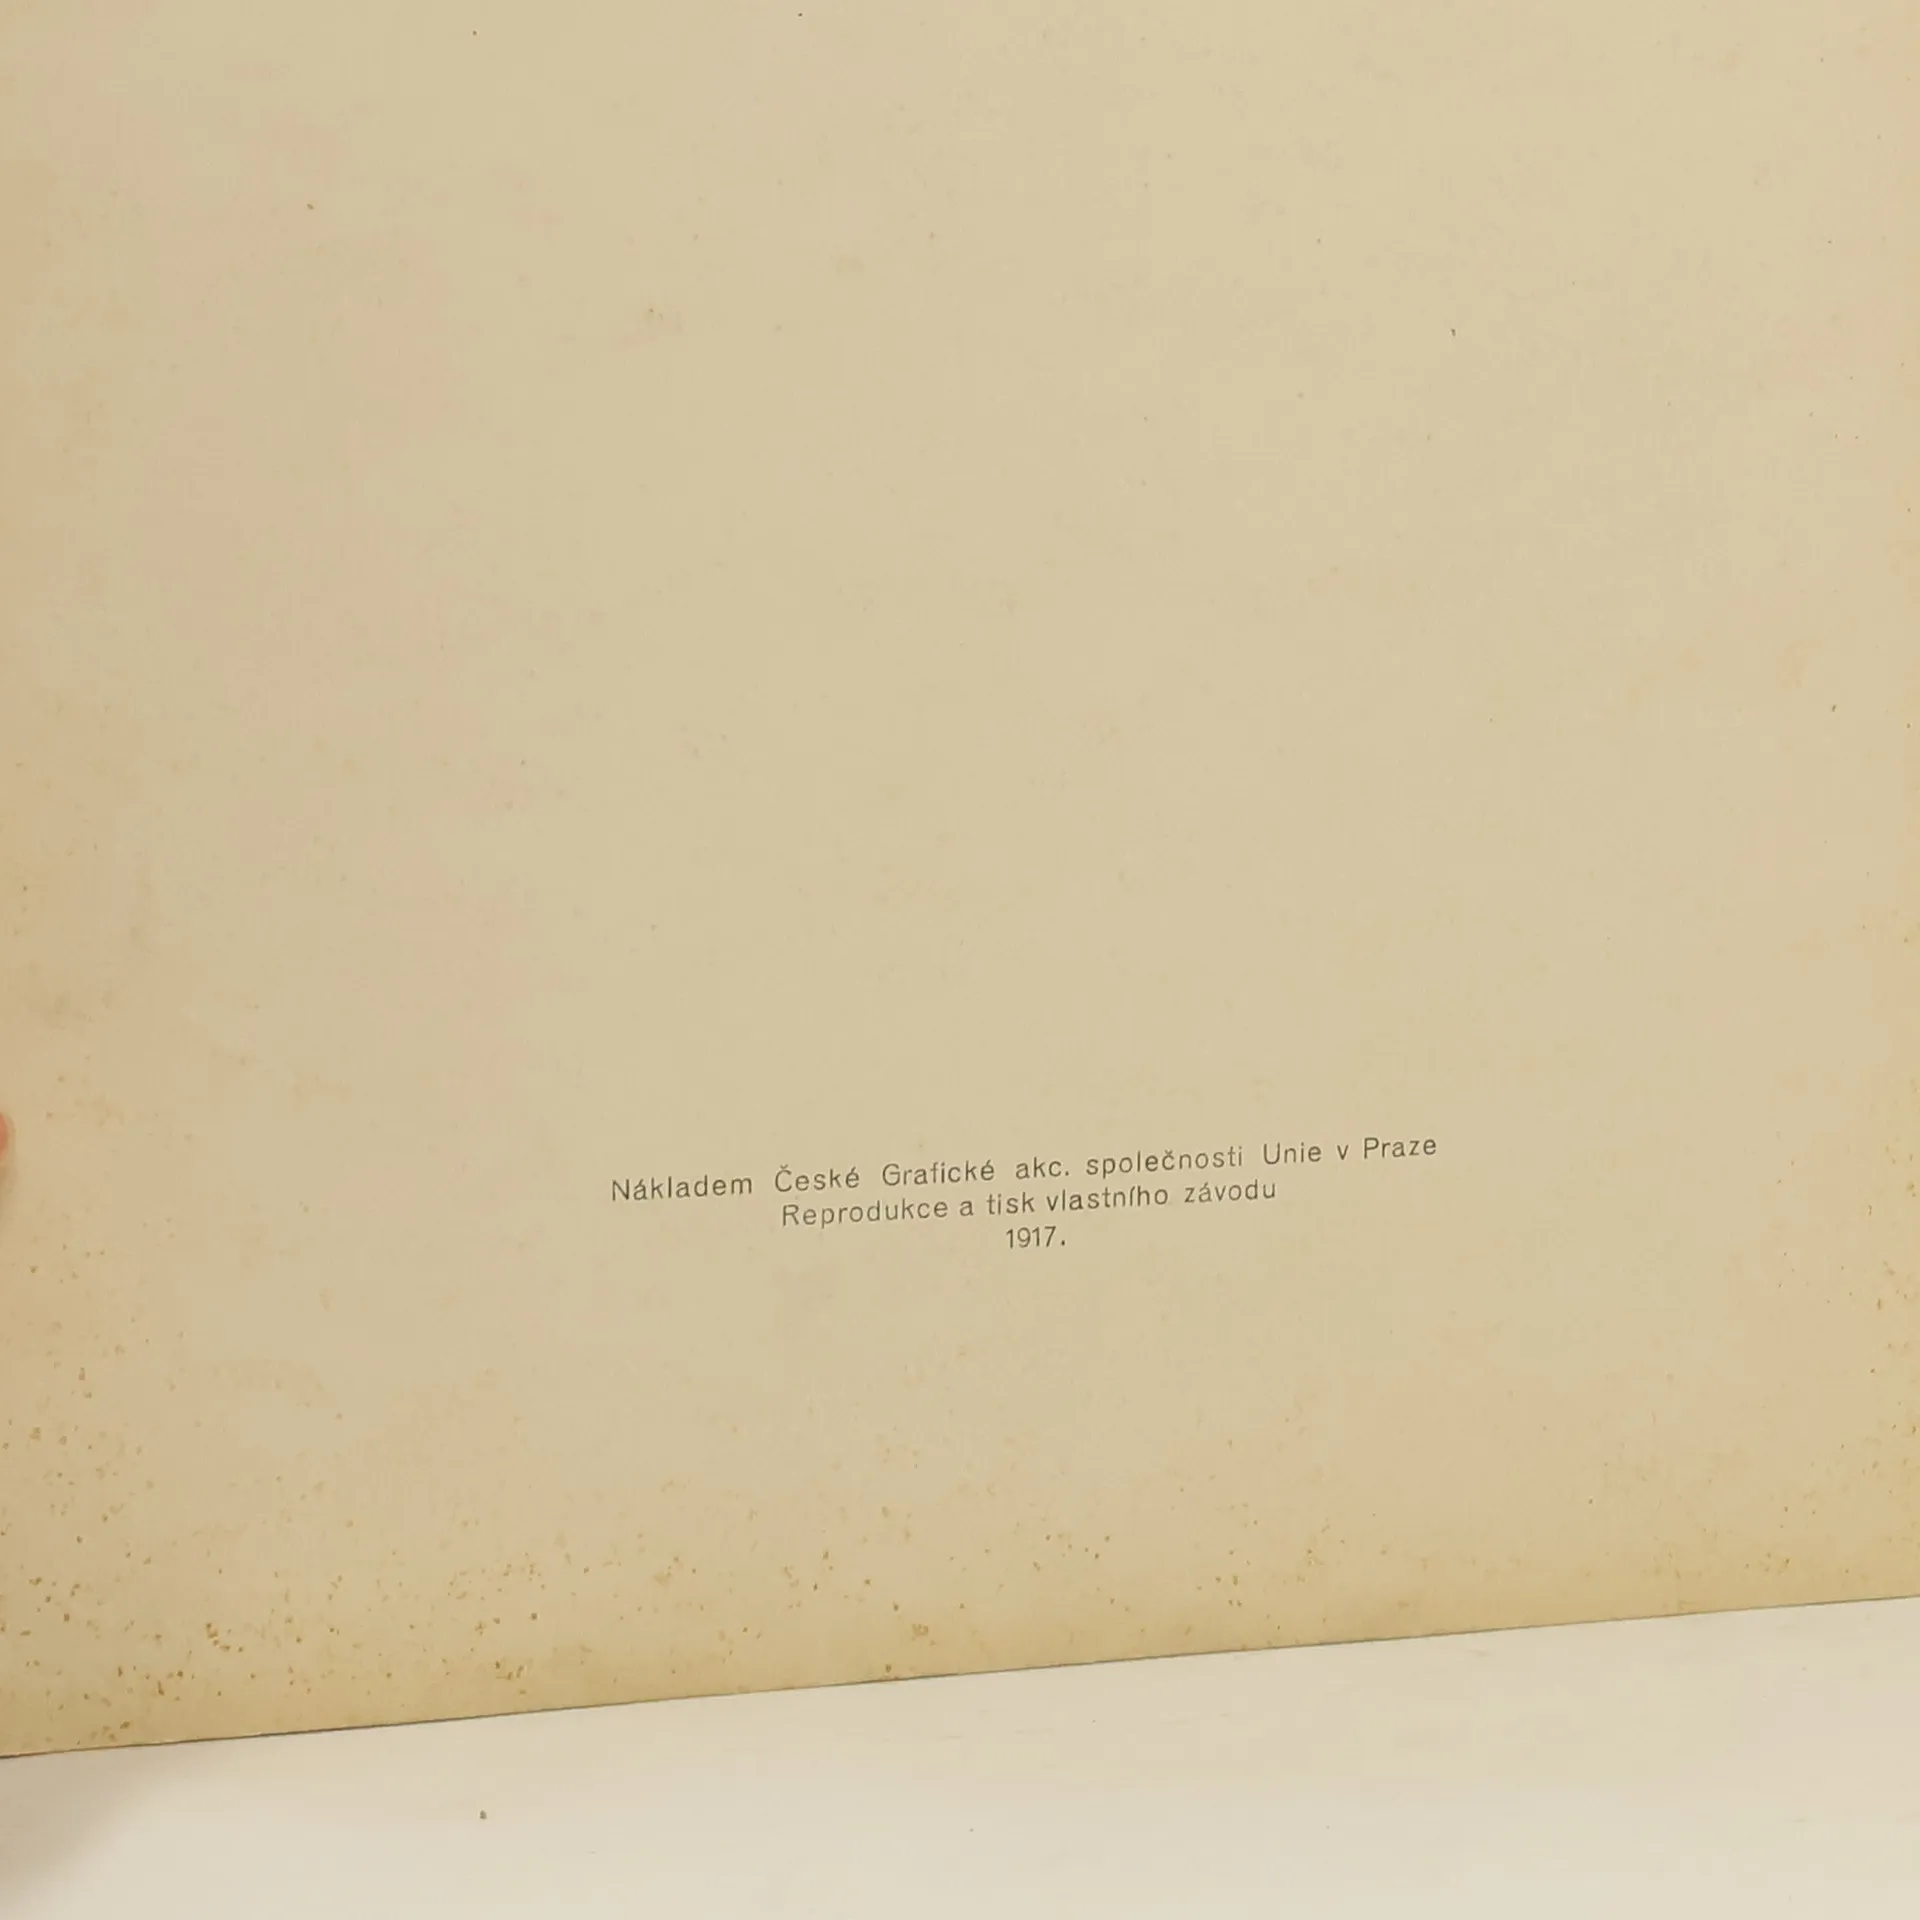 Nákladem České Grafické akc. společnosti Unie v Praze
Reprodukce a tisk vlastního závodu
1917.